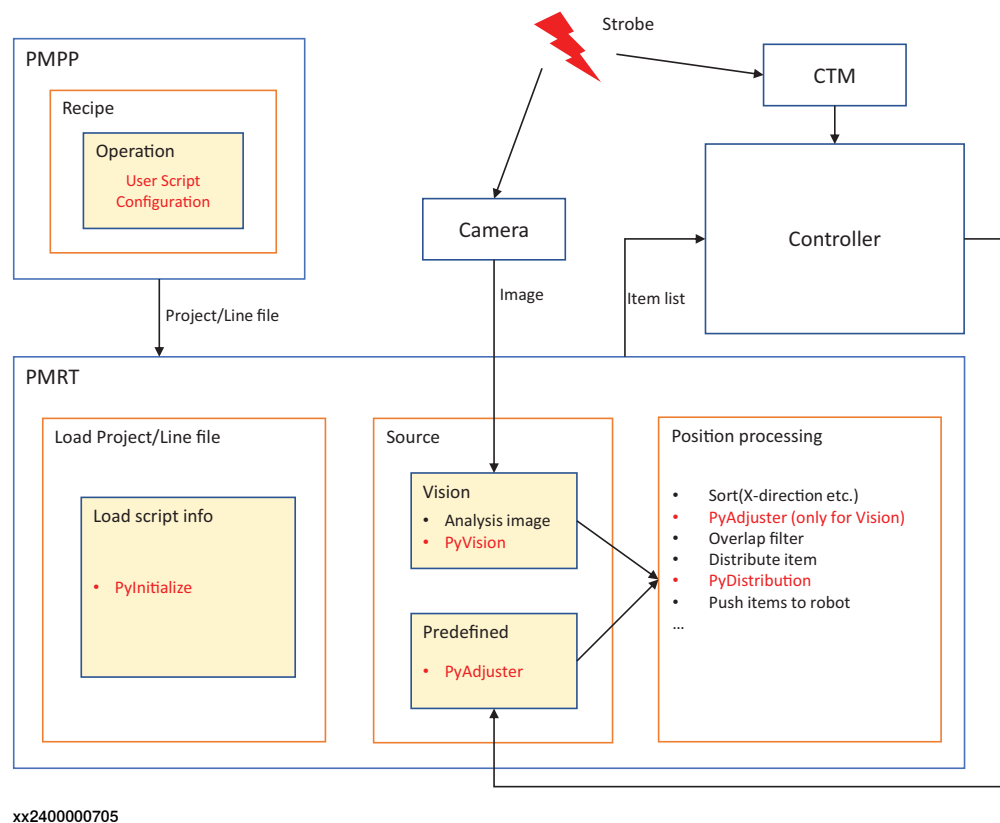 Strobe
PMPP
CTM
Recipe
Operation
User Script
Configuration
Camera
Controller
Image
Item list
Project/Line file
PMRT
Load Project/Line file
Source
Position processing
Load script info
• PyInitialize
Vision
• Analysis image
• PyVision
Predefined
• PyAdjuster
• Sort(X-direction etc.)
• PyAdjuster (only for Vision)
• Overlap filter
• Distribute item
• PyDistribution
• Push items to robot
...
xx2400000705